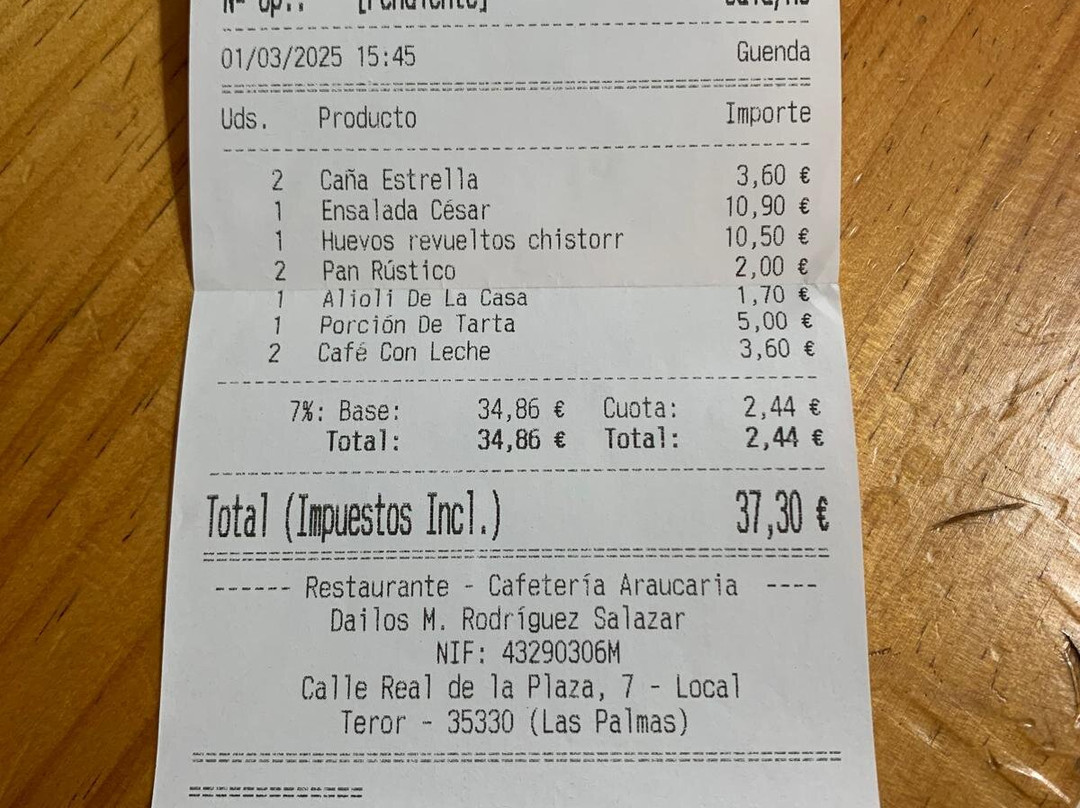 01/03/2025 15:45 Guenda
Uds. Producto Importe
2 Caña Estrella 3,60 €
1 Ensalada César 10,90 €
1 Huevos revueltos chistorr 10,50 €
2 Pan Rústico 2,00 €
1 Alioli De La Casa 1,70 €
1 Porción De Tarta 5,00 €
2 Café Con Leche 3,60 €
7%: Base: 34,86 € Cuota: 2,44 €
Total: 34,86 € Total: 2,44 €
Total (Impuestos Incl.) 37,30 €
------ Restaurante - Cafetería Araucaria ----
Dailos M. Rodríguez Salazar
NIF: 43290306M
Calle Real de la Plaza, 7 - Local
Teror - 35330 (Las Palmas)